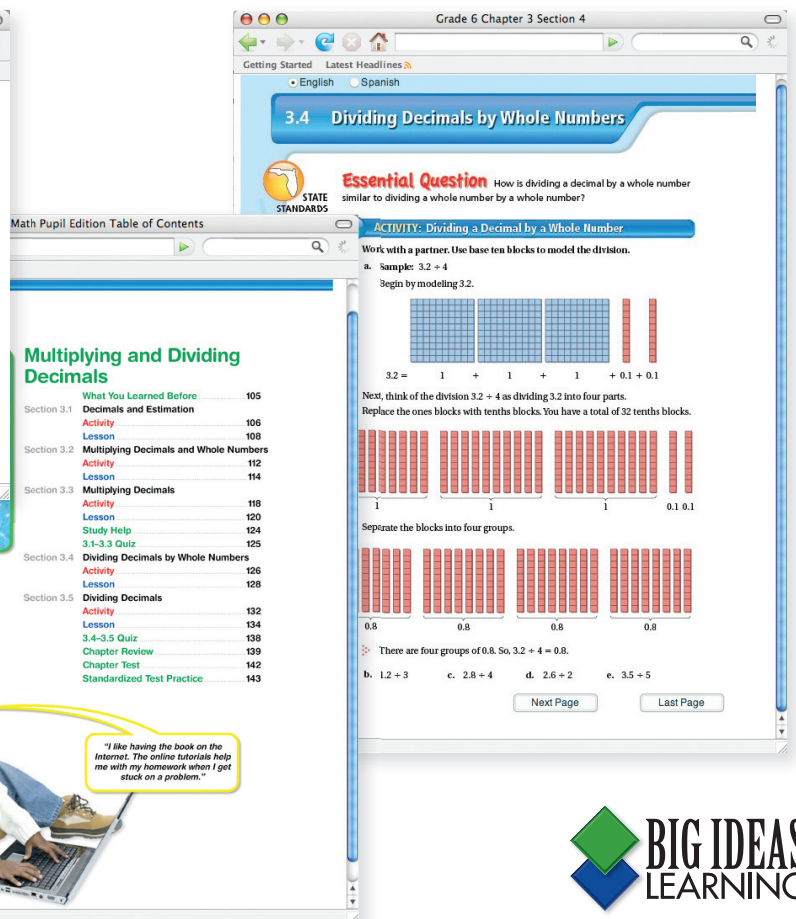 Grade 6 Chapter 3 Section 4
Getting Started Latest Headlines
English Spanish
3.4 Dividing Decimals by Whole Numbers
STATE
STANDARDS
Essential Question How is dividing a decimal by a whole number
similar to dividing a whole number by a whole number?
ACTIVITY: Dividing a Decimal by a Whole Number
Work with a partner. Use base ten blocks to model the division.
a. Sample: 3.2 ÷ 4
Begin by modeling 3.2.
3.2 = 1 + 1 + 1 + 0.1 + 0.1
Next, think of the division 3.2 ÷ 4 as dividing 3.2 into four parts.
Replace the ones blocks with tenths blocks. You have a total of 32 tenths blocks.
1 1 1 0.1 0.1
Separate the blocks into four groups.
0.8 0.8 0.8 0.8
There are four groups of 0.8. So, 3.2 ÷ 4 = 0.8.
b. 1.2 ÷ 3 c. 2.8 ÷ 4 d. 2.6 ÷ 2 e. 3.5 ÷ 5
Next Page Last Page
Math Pupil Edition Table of Contents
Multiplying and Dividing
Decimals
What You Learned Before 105
Section 3.1 Decimals and Estimation
Activity 106
Lesson 108
Section 3.2 Multiplying Decimals and Whole Numbers
Activity 112
Lesson 114
Section 3.3 Multiplying Decimals
Activity 118
Lesson 120
Study Help 124
3.1–3.3 Quiz 125
Section 3.4 Dividing Decimals by Whole Numbers
Activity 126
Lesson 128
Section 3.5 Dividing Decimals
Activity 132
Lesson 134
3.4–3.5 Quiz 138
Chapter Review 139
Chapter Test 142
Standardized Test Practice 143
"I like having the book on the
Internet. The online tutorials help
me with my homework when I get
stuck on a problem."
BIG IDEAS
LEARNING